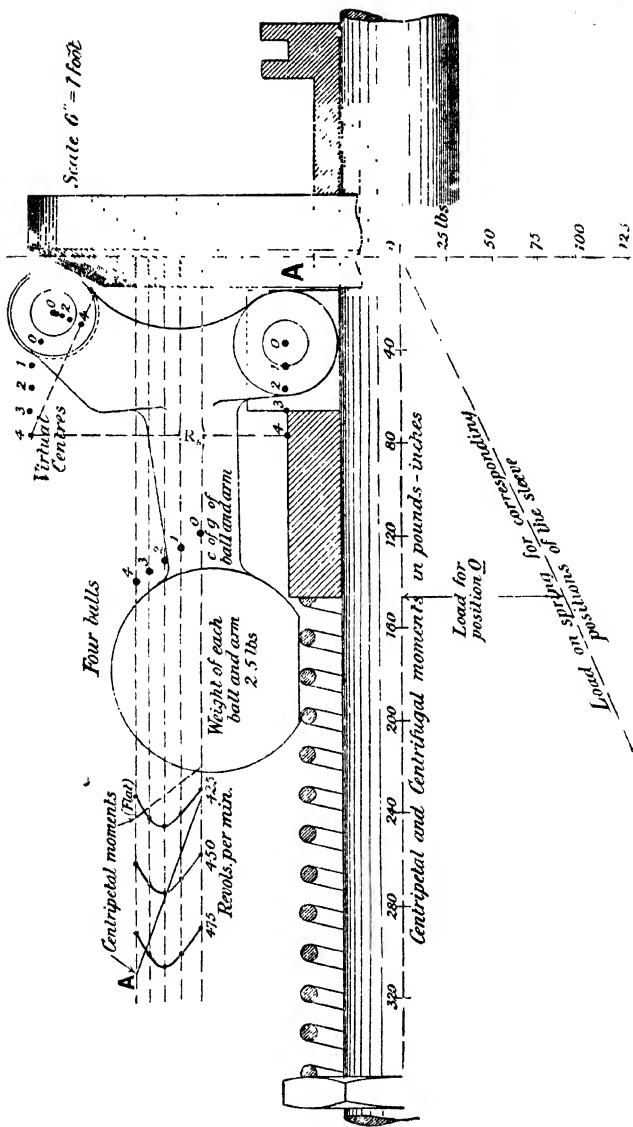 Scale 6" = 1 Foot
Virtual
Centres
4 3 2 1 0
0
2
4
A
0 1 2 3 4
Four balls
4
3
2
1
0
c of g of
ball and arm
Weight of each
ball and arm
2.5 lbs
Centripetal moments
(Flat)
A
475 450 425
Revols. per min.
25 lbs
50
75
100
40
80
120
160
200
240
280
320
Centripetal and Centrifugal moments in pounds-inches
Load for
position 0
Load on spring for corresponding
positions of the sleeve